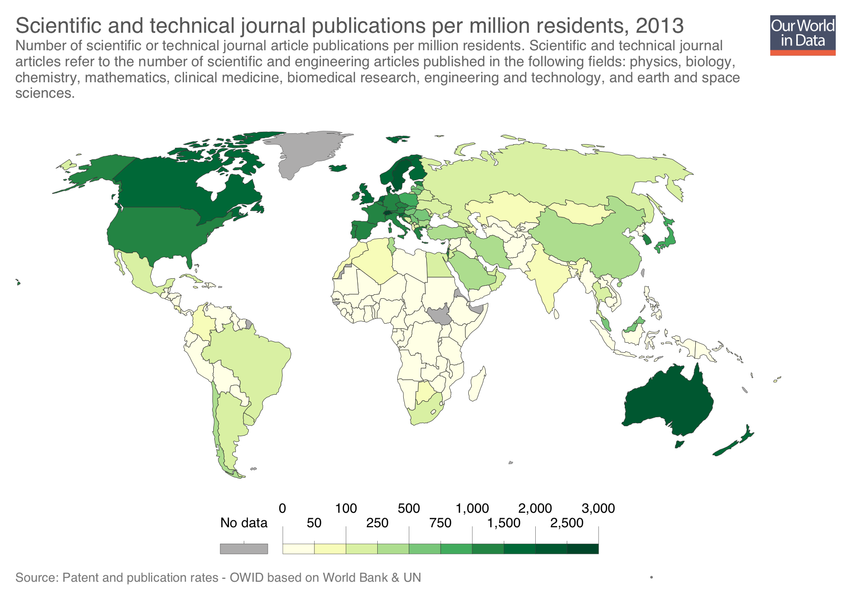 Scientific and technical journal publications per million residents, 2013
Our World
in Data
Number of scientific or technical journal article publications per million residents. Scientific and technical journal
articles refer to the number of scientific and engineering articles published in the following fields: physics, biology,
chemistry, mathematics, clinical medicine, biomedical research, engineering and technology, and earth and space
sciences.
0 100 500 1,000 2,000 3,000
No data 50 250 750 1,500 2,500
Source: Patent and publication rates - OWID based on World Bank & UN